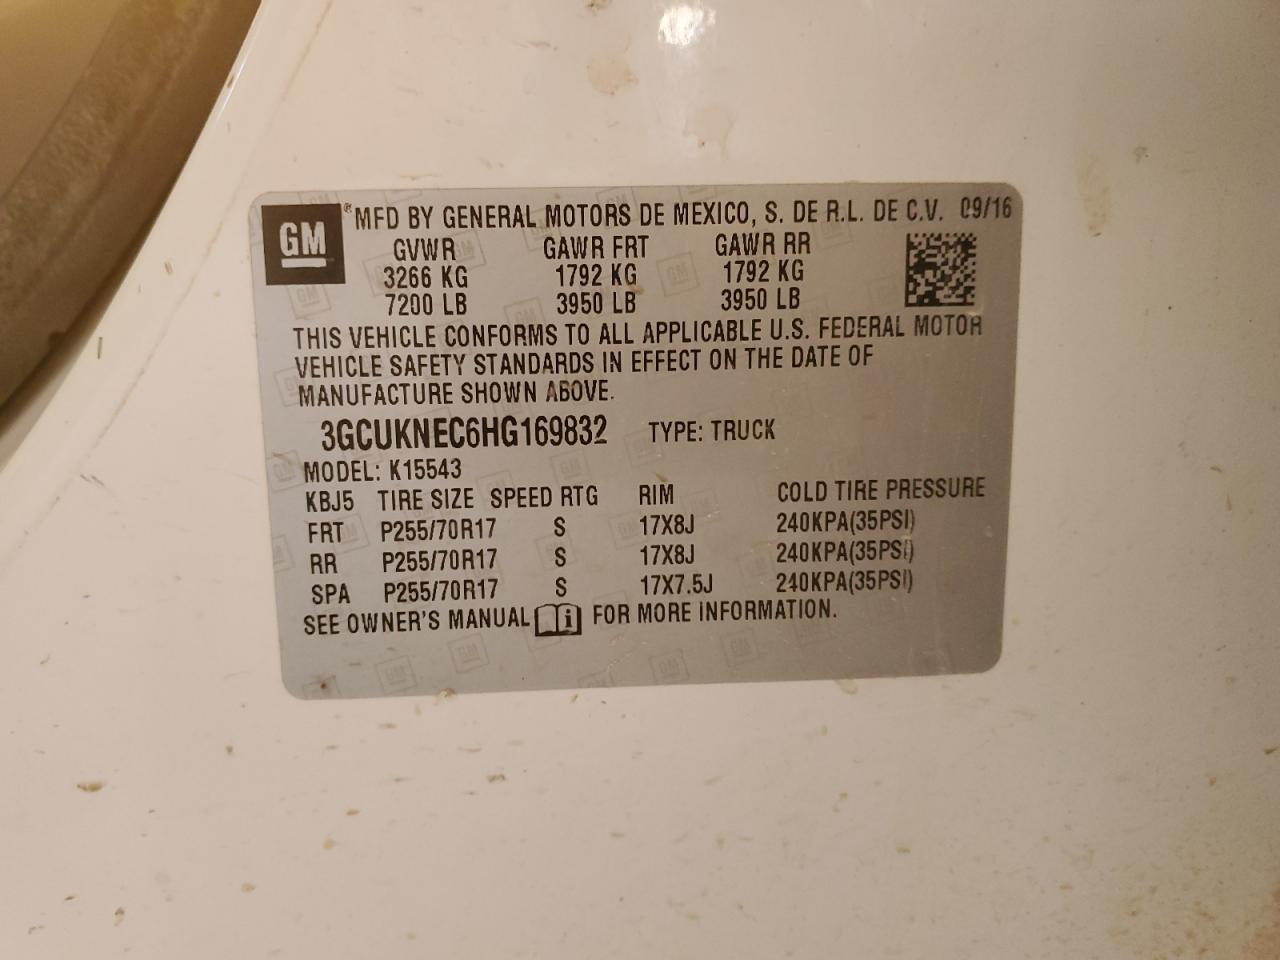 GM ® MFD BY GENERAL MOTORS DE MEXICO, S. DE R.L. DE C.V. 09/16
GVWR GAWR FRT GAWR RR
3266 KG 1792 KG 1792 KG
7200 LB 3950 LB 3950 LB
THIS VEHICLE CONFORMS TO ALL APPLICABLE U.S. FEDERAL MOTOR
VEHICLE SAFETY STANDARDS IN EFFECT ON THE DATE OF
MANUFACTURE SHOWN ABOVE.
3GCUKNEC6HG169832 TYPE: TRUCK
MODEL: K15543
KBJ5 TIRE SIZE SPEED RTG RIM COLD TIRE PRESSURE
FRT P255/70R17 S 17X8J 240KPA(35PSI)
RR P255/70R17 S 17X8J 240KPA(35PSI)
SPA P255/70R17 S 17X7.5J 240KPA(35PSI)
SEE OWNER'S MANUAL i FOR MORE INFORMATION.